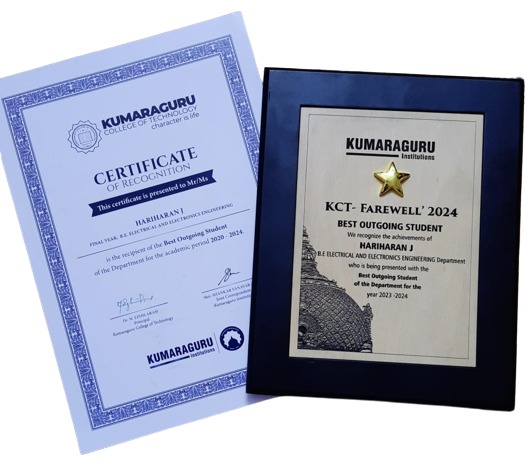 KUMARAGURU
COLLEGE OF TECHNOLOGY
character is life
CERTIFICATE
OF RECOGNITION
This certificate is presented to Mr/Ms
HARIHARAN J
FINAL YEAR- B.E. ELECTRICAL AND ELECTRONICS ENGINEERING
is the recipient of the Best Outgoing Student
of the Department for the academic period 2020 - 2024.
Principal
Kumaraguru College of Technology
Joint Correspondent
Kumaraguru Institutions
KUMARAGURU
Institutions
KUMARAGURU
Institutions
KCT- FAREWELL' 2024
BEST OUTGOING STUDENT
We recognize the achievements of
HARIHARAN J
B.E ELECTRICAL AND ELECTRONICS ENGINEERING Department
who is being presented with the
Best Outgoing Student
of the Department for the
year 2023 -2024